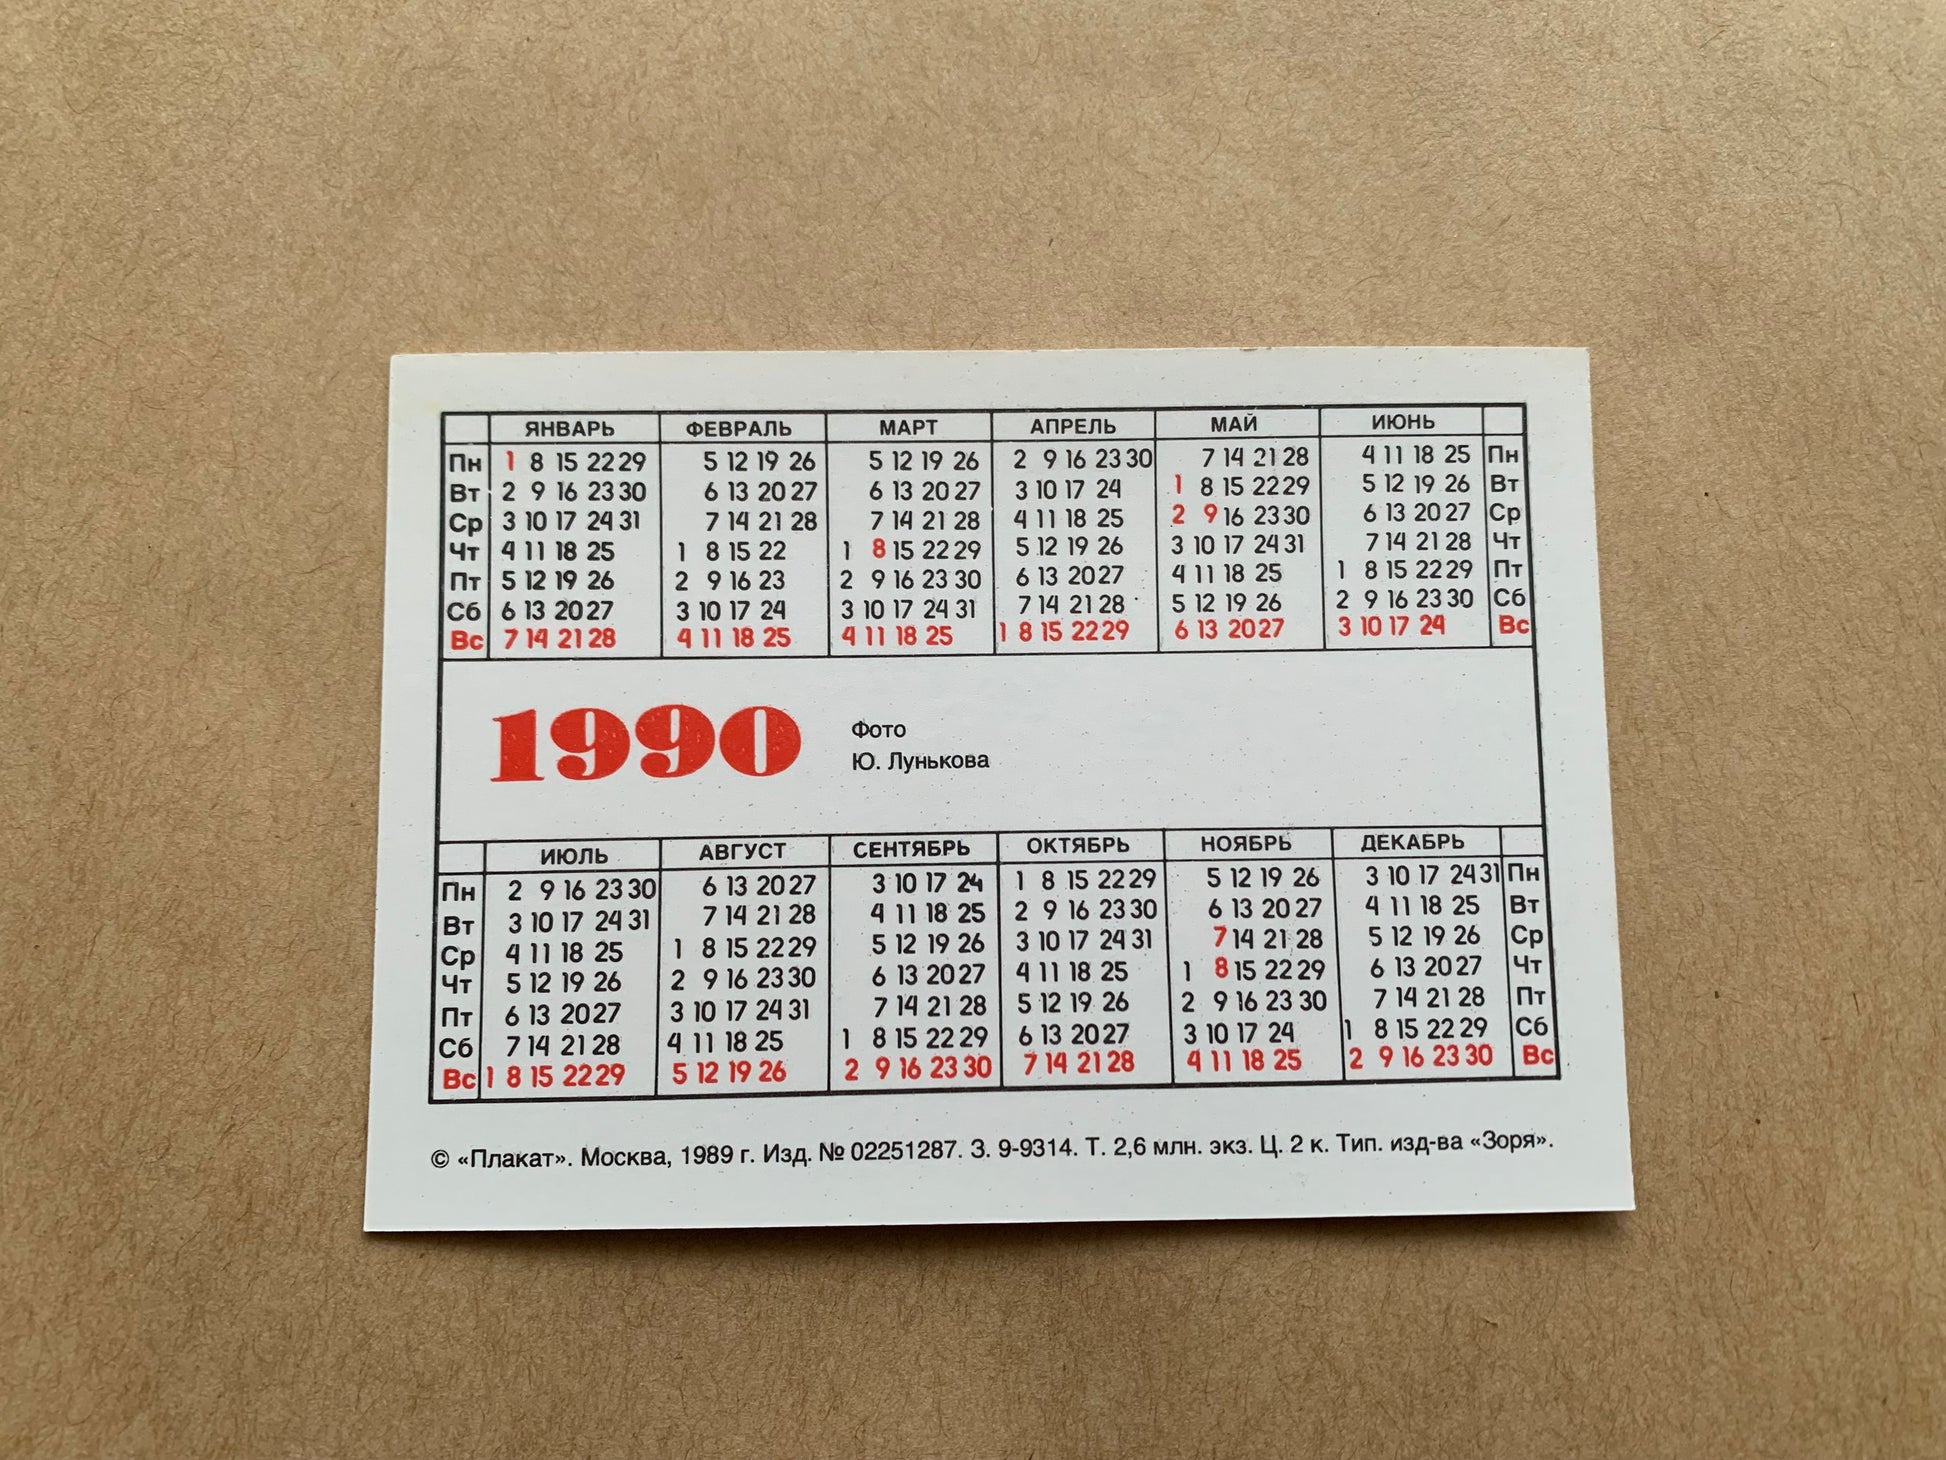 ЯНВАРЬ ФЕВРАЛЬ МАРТ АПРЕЛЬ МАЙ ИЮНЬ
Пн 1 8 15 22 29 5 12 19 26 5 12 19 26 2 9 16 23 30 7 14 21 28 4 11 18 25 Пн
Вт 2 9 16 23 30 6 13 20 27 6 13 20 27 3 10 17 24 1 8 15 22 29 5 12 19 26 Вт
Ср 3 10 17 24 31 7 14 21 28 7 14 21 28 4 11 18 25 2 9 16 23 30 6 13 20 27 Ср
Чт 4 11 18 25 1 8 15 22 1 8 15 22 29 5 12 19 26 3 10 17 24 31 7 14 21 28 Чт
Пт 5 12 19 26 2 9 16 23 2 9 16 23 30 6 13 20 27 4 11 18 25 1 8 15 22 29 Пт
Сб 6 13 20 27 3 10 17 24 3 10 17 24 31 7 14 21 28 5 12 19 26 2 9 16 23 30 Сб
Вс 7 14 21 28 4 11 18 25 4 11 18 25 1 8 15 22 29 6 13 20 27 3 10 17 24 Вс
1990
Фото
Ю. Лунькова
ИЮЛЬ АВГУСТ СЕНТЯБРЬ ОКТЯБРЬ НОЯБРЬ ДЕКАБРЬ
Пн 2 9 16 23 30 6 13 20 27 3 10 17 24 1 8 15 22 29 5 12 19 26 3 10 17 24 31 Пн
Вт 3 10 17 24 31 7 14 21 28 4 11 18 25 2 9 16 23 30 6 13 20 27 4 11 18 25 Вт
Ср 4 11 18 25 1 8 15 22 29 5 12 19 26 3 10 17 24 31 7 14 21 28 5 12 19 26 Ср
Чт 5 12 19 26 2 9 16 23 30 6 13 20 27 4 11 18 25 1 8 15 22 29 6 13 20 27 Чт
Пт 6 13 20 27 3 10 17 24 31 7 14 21 28 5 12 19 26 2 9 16 23 30 7 14 21 28 Пт
Сб 7 14 21 28 4 11 18 25 1 8 15 22 29 6 13 20 27 3 10 17 24 1 8 15 22 29 Сб
Вс 1 8 15 22 29 5 12 19 26 2 9 16 23 30 7 14 21 28 4 11 18 25 2 9 16 23 30 Вс
© «Плакат». Москва, 1989 г. Изд. № 02251287. З. 9-9314. Т. 2,6 млн. экз. Ц. 2 к. Тип. изд-ва «Зоря».